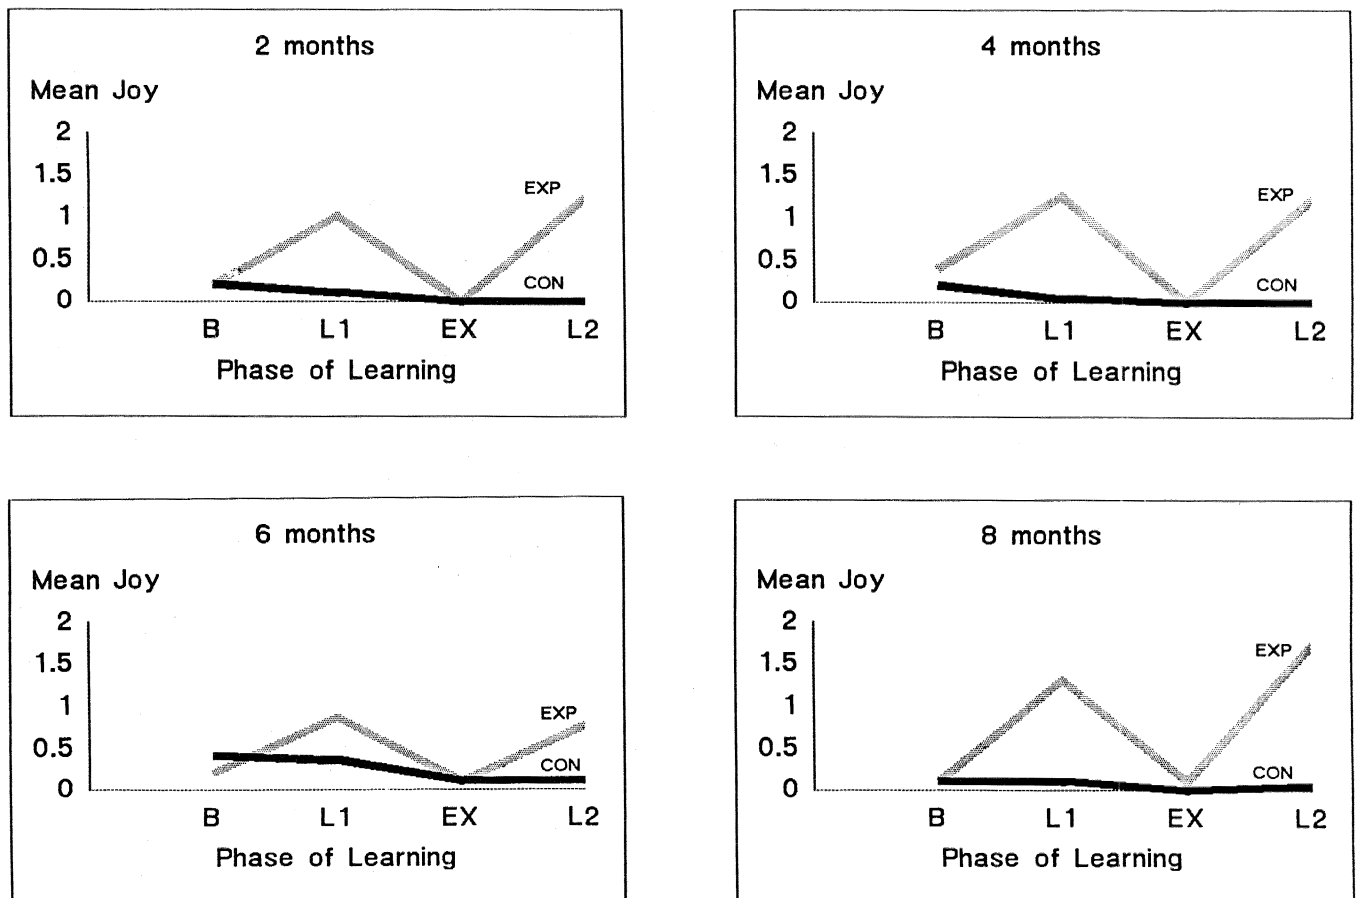 2 months
Mean Joy
2
1.5
1
0.5
0
EXP
CON
B L1 EX L2
Phase of Learning
4 months
Mean Joy
2
1.5
1
0.5
0
EXP
CON
B L1 EX L2
Phase of Learning
6 months
Mean Joy
2
1.5
1
0.5
0
EXP
CON
B L1 EX L2
Phase of Learning
8 months
Mean Joy
2
1.5
1
0.5
0
EXP
CON
B L1 EX L2
Phase of Learning